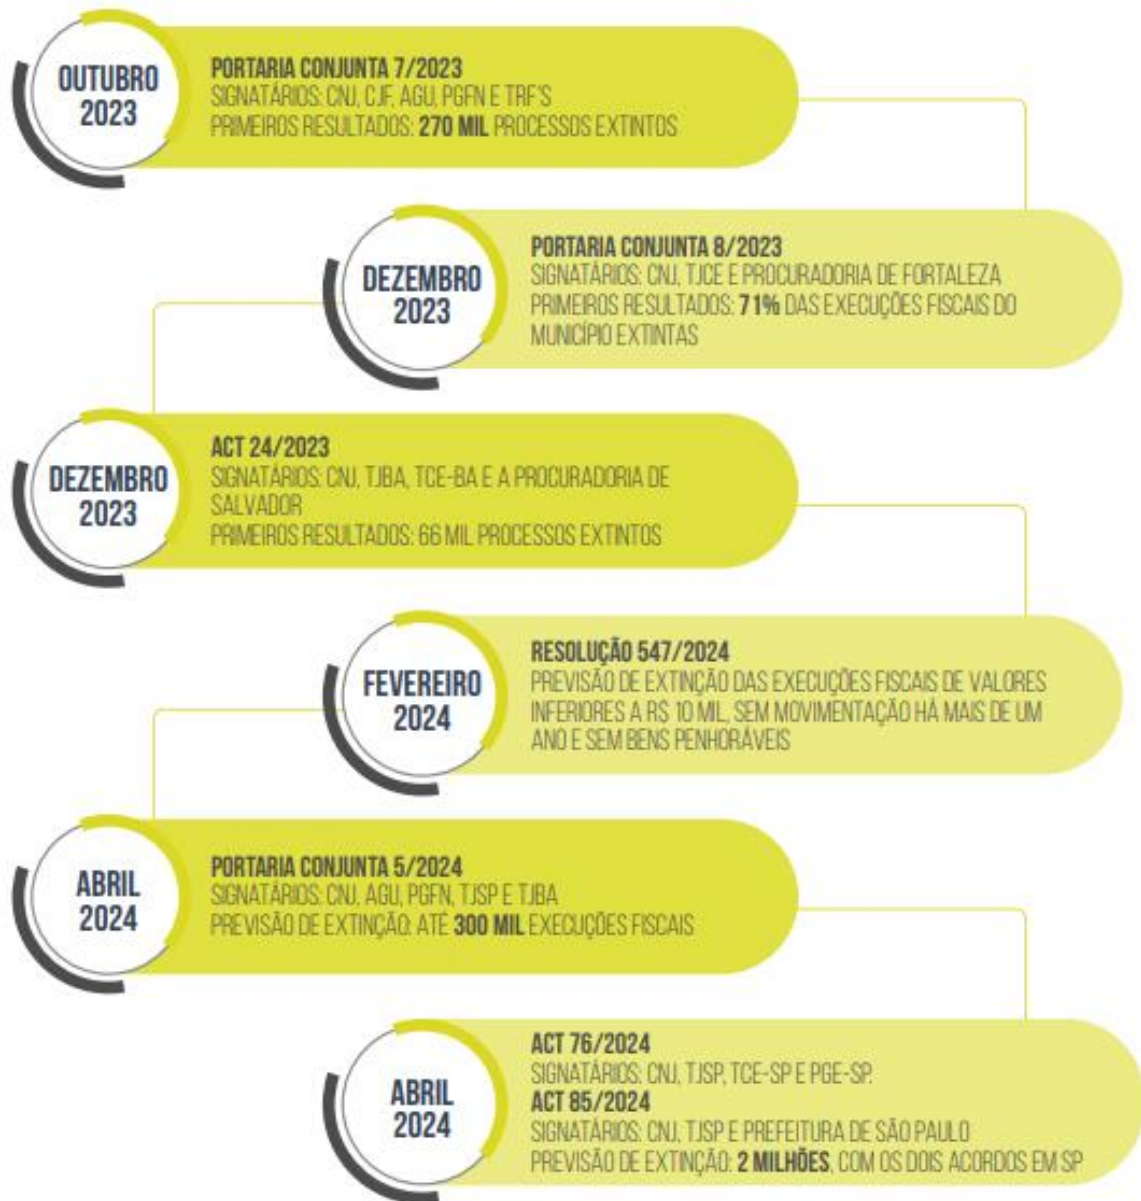 OUTUBRO
2023
PORTARIA CONJUNTA 7/2023
SIGNATÁRIOS: CNJ, CJF, AGU, PGFN E TRF'S
PRIMEIROS RESULTADOS: 270 MIL PROCESSOS EXTINTOS
DEZEMBRO
2023
PORTARIA CONJUNTA 8/2023
SIGNATÁRIOS: CNJ, TJCE E PROCURADORIA DE FORTALEZA
PRIMEIROS RESULTADOS: 71% DAS EXECUÇÕES FISCAIS DO
MUNICÍPIO EXTINTAS
DEZEMBRO
2023
ACT 24/2023
SIGNATÁRIOS: CNJ, TJBA, TCE-BA E A PROCURADORIA DE
SALVADOR
PRIMEIROS RESULTADOS: 66 MIL PROCESSOS EXTINTOS
FEVEREIRO
2024
RESOLUÇÃO 547/2024
PREVISÃO DE EXTINÇÃO DAS EXECUÇÕES FISCAIS DE VALORES
INFERIORES A R$ 10 MIL, SEM MOVIMENTAÇÃO HÁ MAIS DE UM
ANO E SEM BENS PENHORÁVEIS
ABRIL
2024
PORTARIA CONJUNTA 5/2024
SIGNATÁRIOS: CNJ, AGU, PGFN, TJSP E TJBA
PREVISÃO DE EXTINÇÃO: ATÉ 300 MIL EXECUÇÕES FISCAIS
ABRIL
2024
ACT 76/2024
SIGNATÁRIOS: CNJ, TJSP, TCE-SP E PGE-SP.
ACT 85/2024
SIGNATÁRIOS: CNJ, TJSP E PREFEITURA DE SÃO PAULO
PREVISÃO DE EXTINÇÃO: 2 MILHÕES, COM OS DOIS ACORDOS EM SP